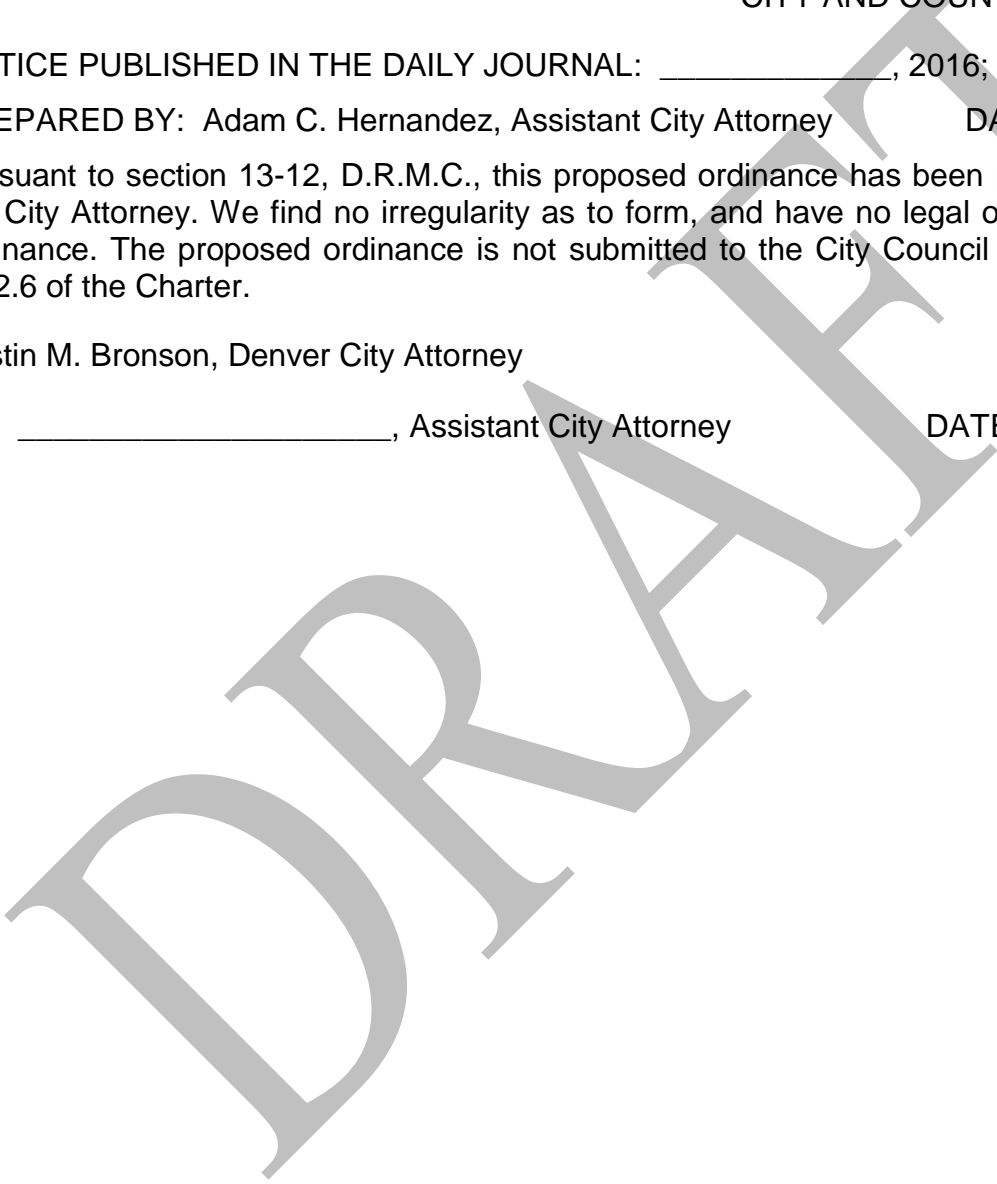 CITY AND COUN
TICE PUBLISHED IN THE DAILY JOURNAL: _____________, 2016;
EPARED BY: Adam C. Hernandez, Assistant City Attorney DA
suant to section 13-12, D.R.M.C., this proposed ordinance has been
City Attorney. We find no irregularity as to form, and have no legal o
inance. The proposed ordinance is not submitted to the City Council
2.6 of the Charter.
stin M. Bronson, Denver City Attorney
_____________________, Assistant City Attorney DATE
DRAFT